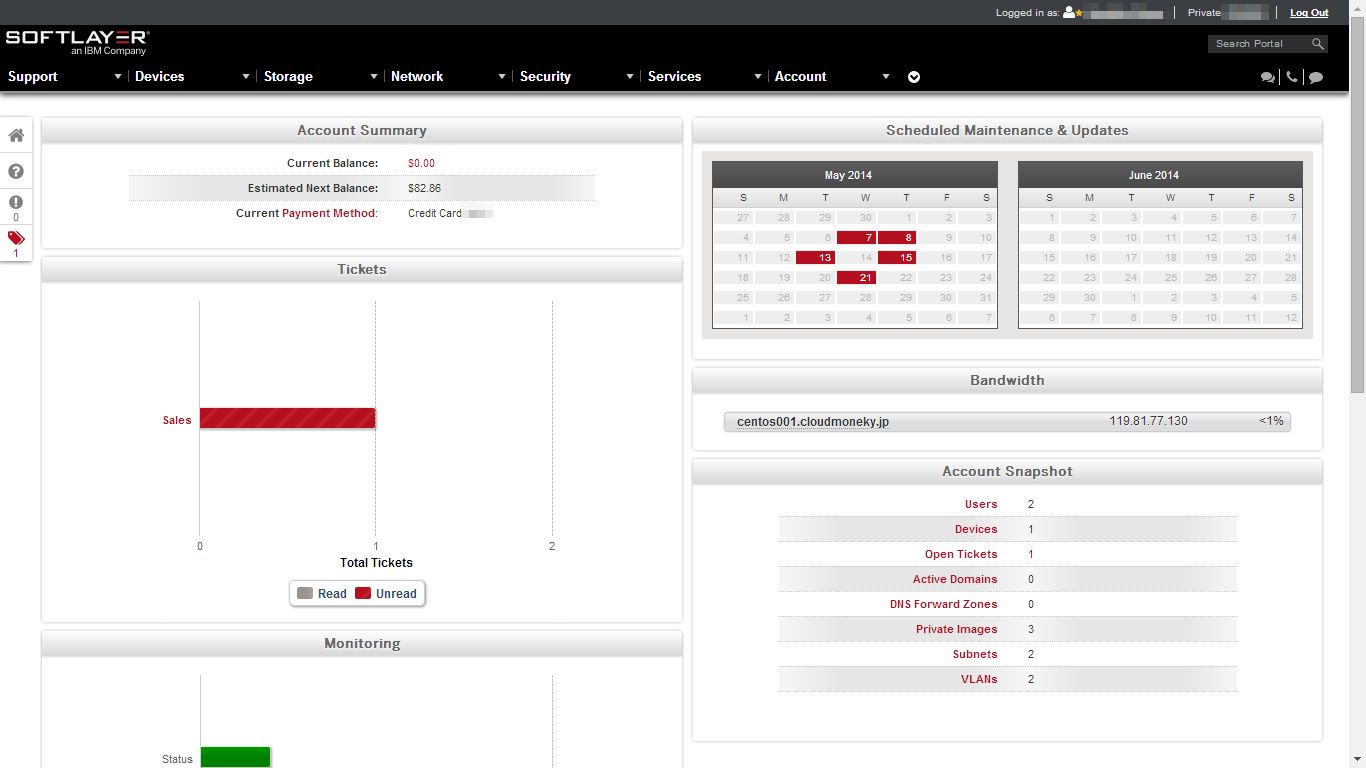 Logged in as: Private Log Out
SOFTLAYER
an IBM Company
Search Portal
Support Devices Storage Network Security Services Account
0
1
Account Summary
Current Balance: $0.00
Estimated Next Balance: $82.86
Current Payment Method: Credit Card
Tickets
Sales
0 1 2
Total Tickets
Read Unread
Monitoring
Status
Scheduled Maintenance & Updates
May 2014
S M T W T F S
27 28 29 30 1 2 3
4 5 6 7 8 9 10
11 12 13 14 15 16 17
18 19 20 21 22 23 24
25 26 27 28 29 30 31
1 2 3 4 5 6 7
June 2014
S M T W T F S
1 2 3 4 5 6 7
8 9 10 11 12 13 14
15 16 17 18 19 20 21
22 23 24 25 26 27 28
29 30 1 2 3 4 5
6 7 8 9 10 11 12
Bandwidth
centos001.cloudmoneky.jp 119.81.77.130 <1%
Account Snapshot
Users 2
Devices 1
Open Tickets 1
Active Domains 0
DNS Forward Zones 0
Private Images 3
Subnets 2
VLANs 2